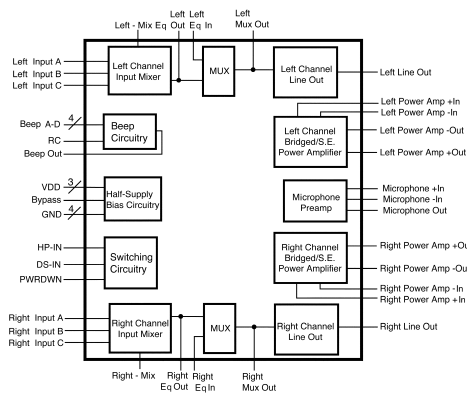 Left - Mix
Left
Eq
Out
Left
Eq In
Left
Mux Out
Left Input A
Left Input B
Left Input C
Left Channel
Input Mixer
MUX
Left Channel
Line Out
Left Line Out
Beep A-D
4
RC
Beep Out
Beep
Circuitry
Left Channel
Bridged/S.E.
Power Amplifier
Left Power Amp +In
Left Power Amp -In
Left Power Amp -Out
Left Power Amp +Out
VDD
3
Bypass
GND
4
Half-Supply
Bias Circuitry
Microphone
Preamp
Microphone +In
Microphone -In
Microphone Out
HP-IN
DS-IN
PWRDWN
Switching
Circuitry
Right Channel
Bridged/S.E.
Power Amplifier
Right Power Amp +Ou
Right Power Amp -Ou
Right Power Amp -In
Right Power Amp +In
Right Input A
Right Input B
Right Input C
Right Channel
Input Mixer
MUX
Right Channel
Line Out
Right Line Out
Right - Mix
Right
Eq Out
Right
Eq In
Right
Mux Out